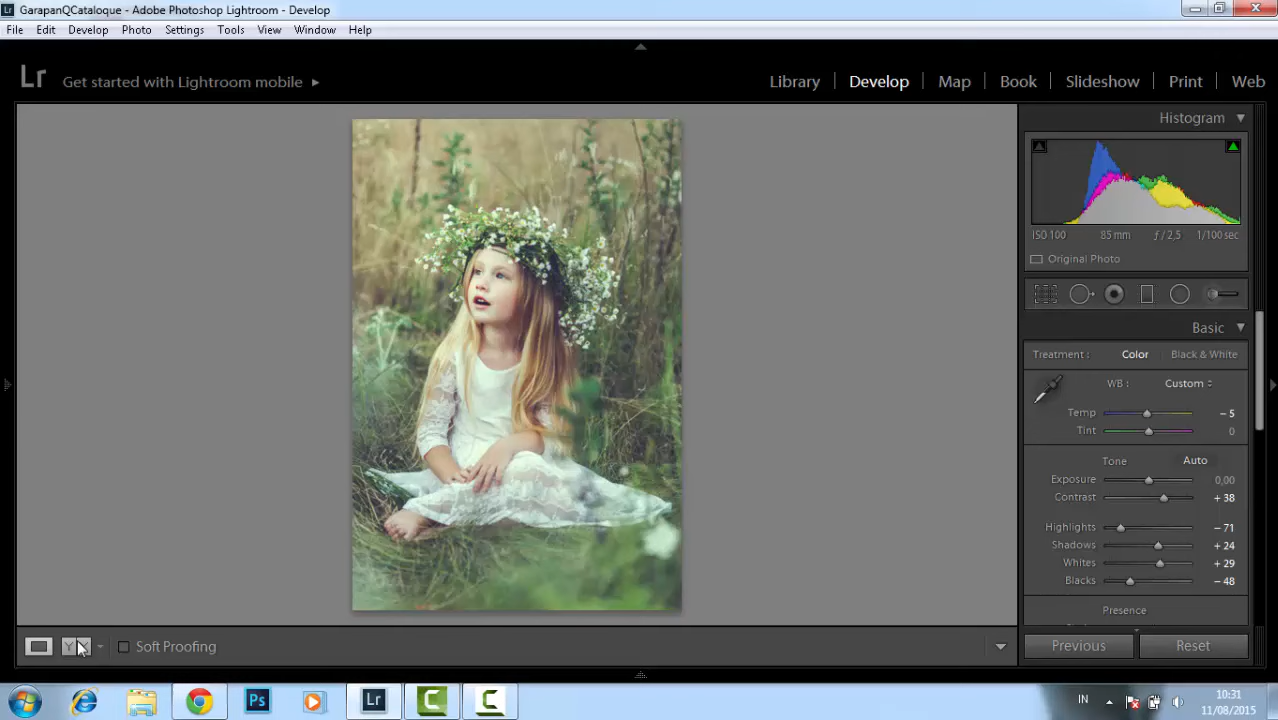 GarapanQCataloque - Adobe Photoshop Lightroom - Develop
File Edit Develop Photo Settings Tools View Window Help
Lr Get started with Lightroom mobile
Library Develop Map Book Slideshow Print Web
Histogram
ISO 100 85 mm ƒ / 2,5 1/100 sec
Original Photo
Basic
Treatment : Color Black & White
WB : Custom
Temp − 5
Tint 0
Tone Auto
Exposure 0,00
Contrast + 38
Highlights − 71
Shadows + 24
Whites + 29
Blacks − 48
Presence
Soft Proofing
Previous Reset
Ps Lr
IN 10:31
11/08/2015